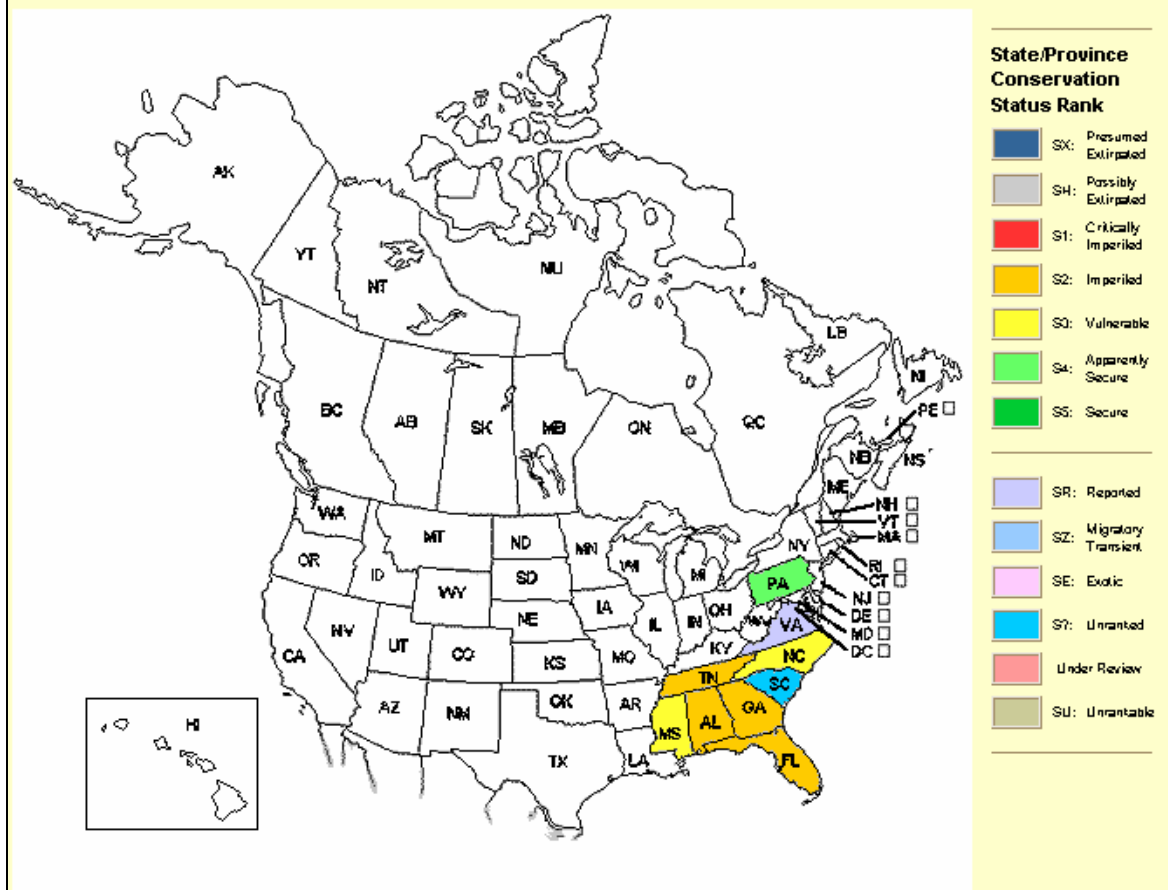 AK
YT
NT
NU
BC
AB
SK
MB
ON
QC
LB
PE
NB
NS
ME
NH
VT
MA
WA
MT
ND
MN
OR
ID
SD
WI
MI
NY
RI
CT
WY
PA
NJ
NE
IA
OH
DE
NV
UT
IL
IN
WV
VA
MD
CA
CO
KS
MO
KY
DC
NC
TN
OK
AR
SC
AZ
NM
MS
AL
GA
HI
TX
LA
FL
State/Province
Conservation
Status Rank
SX: Presumed
Extirpated
SH: Possibly
Extirpated
S1: Critically
Imperiled
S2: Imperiled
S3: Vulnerable
S4: Apparently
Secure
S5: Secure
SR: Reported
SZ: Migratory
Transient
SE: Exotic
S?: Unranked
Under Review
SU: Unrankable